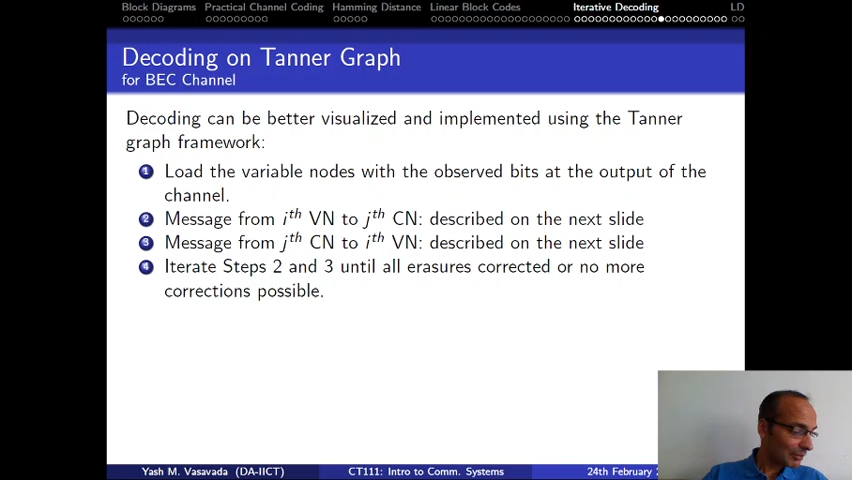 Block Diagrams Practical Channel Coding Hamming Distance Linear Block Codes Iterative Decoding LD
Decoding on Tanner Graph
for BEC Channel
Decoding can be better visualized and implemented using the Tanner
graph framework:
1 Load the variable nodes with the observed bits at the output of the
channel.
2 Message from i^th VN to j^th CN: described on the next slide
3 Message from j^th CN to i^th VN: described on the next slide
4 Iterate Steps 2 and 3 until all erasures corrected or no more
corrections possible.
Yash M. Vasavada (DA-IICT) CT111: Intro to Comm. Systems 24th February